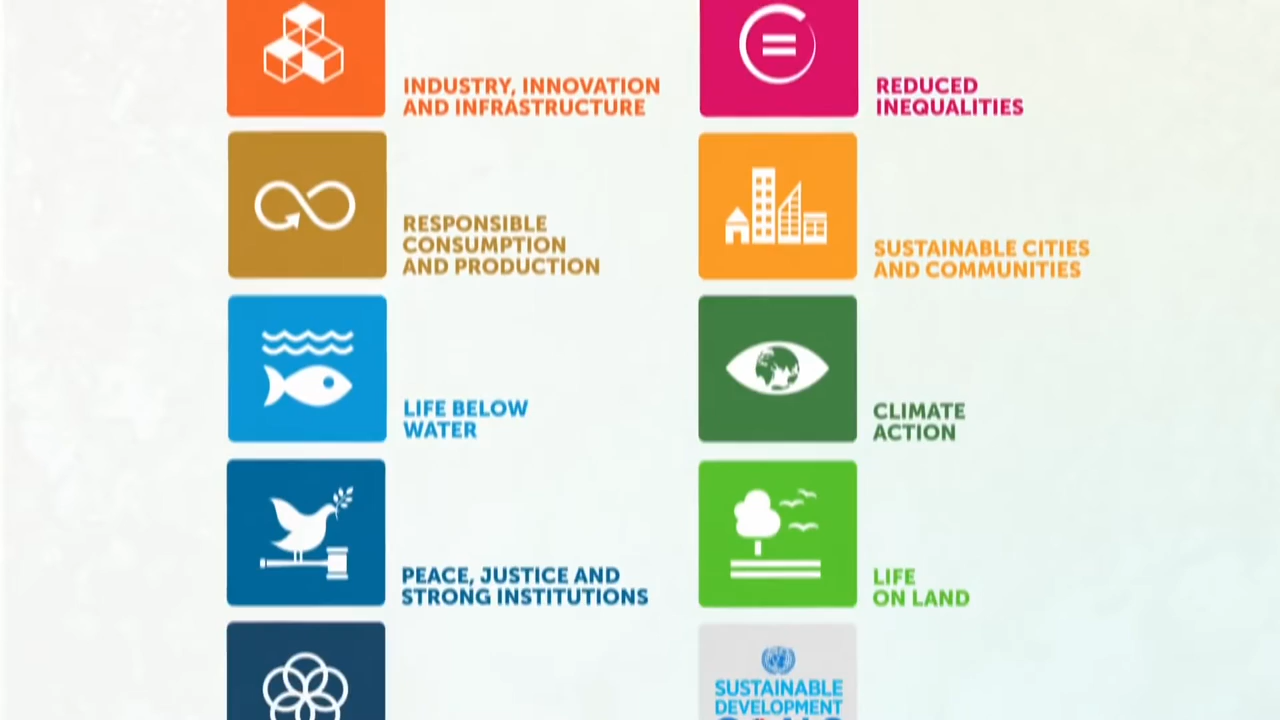 INDUSTRY, INNOVATION
AND INFRASTRUCTURE
REDUCED
INEQUALITIES
RESPONSIBLE
CONSUMPTION
AND PRODUCTION
SUSTAINABLE CITIES
AND COMMUNITIES
LIFE BELOW
WATER
CLIMATE
ACTION
PEACE, JUSTICE AND
STRONG INSTITUTIONS
LIFE
ON LAND
SUSTAINABLE
DEVELOPMENT